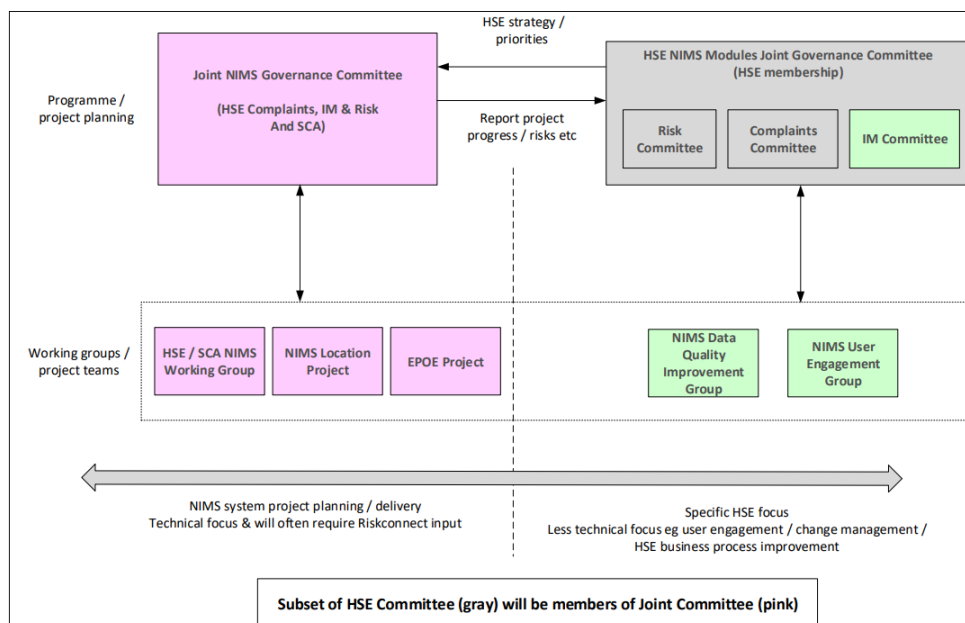 HSE strategy /
priorities
Joint NIMS Governance Committee
(HSE Complaints, IM & Risk
And SCA)
HSE NIMS Modules Joint Governance Committee
(HSE membership)
Programme /
project planning
Report project
progress / risks etc
Risk
Committee
Complaints
Committee
IM Committee
Working groups /
project teams
HSE / SCA NIMS
Working Group
NIMS Location
Project
EPOE Project
NIMS Data
Quality
Improvement
Group
NIMS User
Engagement
Group
NIMS system project planning / delivery
Technical focus & will often require Riskconnect input
Specific HSE focus
Less technical focus eg user engagement / change management /
HSE business process improvement
Subset of HSE Committee (gray) will be members of Joint Committee (pink)